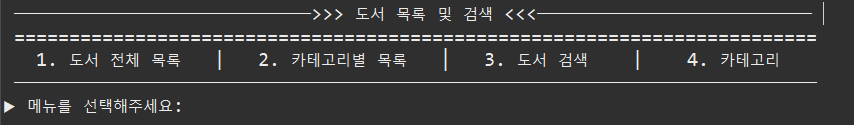 >>> 도서 목록 및 검색 <<<
1. 도서 전체 목록 | 2. 카테고리별 목록 | 3. 도서 검색 | 4. 카테고리
▶ 메뉴를 선택해주세요: